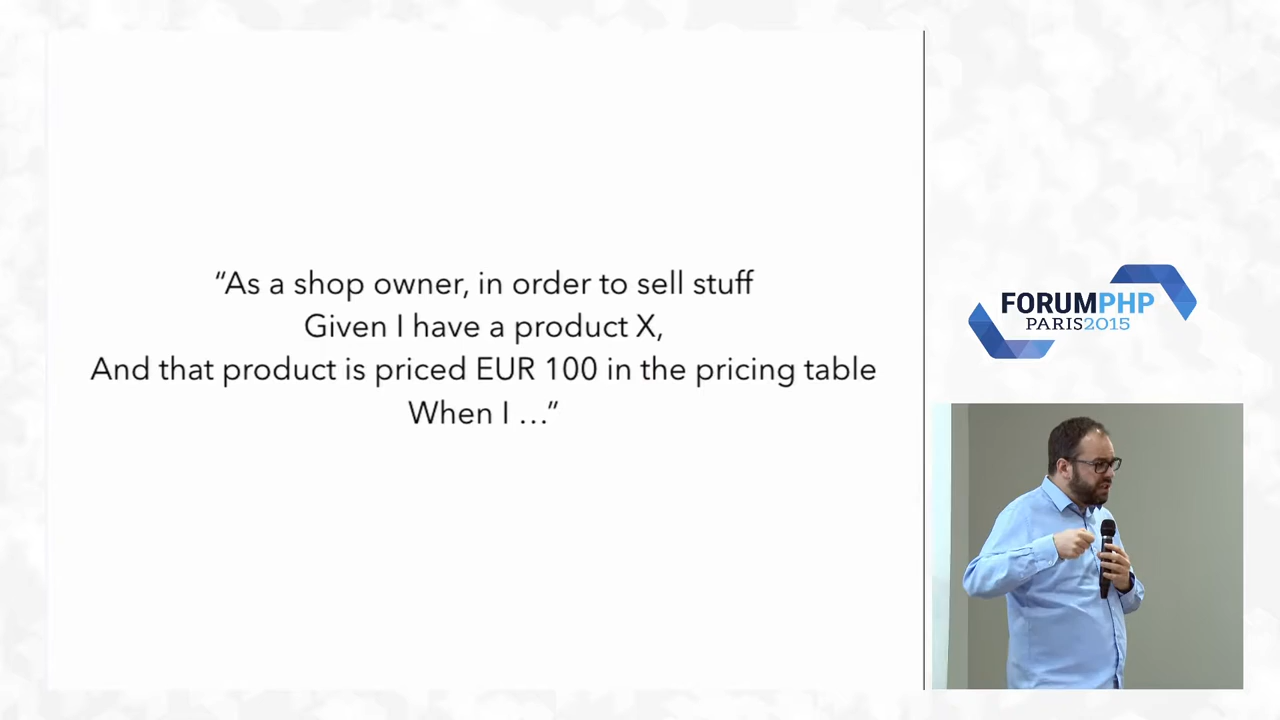 “As a shop owner, in order to sell stuff
Given I have a product X,
And that product is priced EUR 100 in the pricing table
When I …”
FORUMPHP
PARIS2015